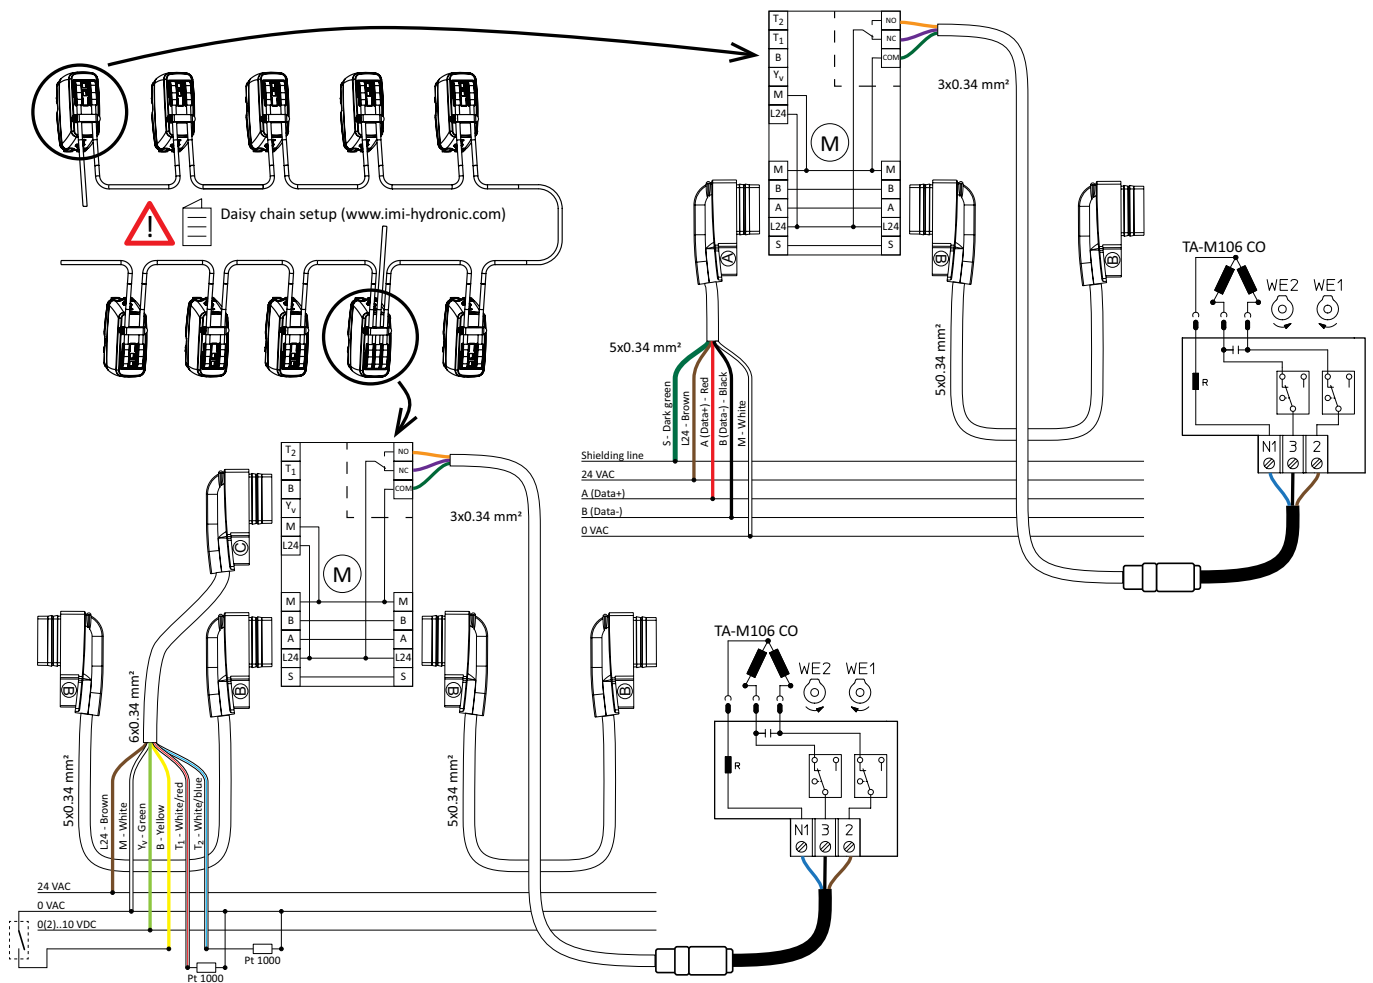 T2
T1
B
Yv
M
L24
NO
NC
COM
3x0.34 mm²
M
M
B
A
L24
S
M
B
A
L24
S
Daisy chain setup (www.imi-hydronic.com)
!
A
B
B
TA-M106 CO
WE2 WE1
R
N1 3 2
5x0.34 mm²
5x0.34 mm²
S - Dark green
L24 - Brown
A (Data+) - Red
B (Data-) - Black
M - White
Shielding line
24 VAC
A (Data+)
B (Data-)
0 VAC
T2
T1
B
Yv
M
L24
NO
NC
COM
3x0.34 mm²
M
M
B
A
L24
S
M
B
A
L24
S
C
B
B
B
B
TA-M106 CO
WE2 WE1
R
N1 3 2
6x0.34 mm²
5x0.34 mm²
5x0.34 mm²
L24 - Brown
M - White
Yv - Green
B - Yellow
T1 - White/red
T2 - White/blue
24 VAC
0 VAC
0(2)..10 VDC
Pt 1000
Pt 1000